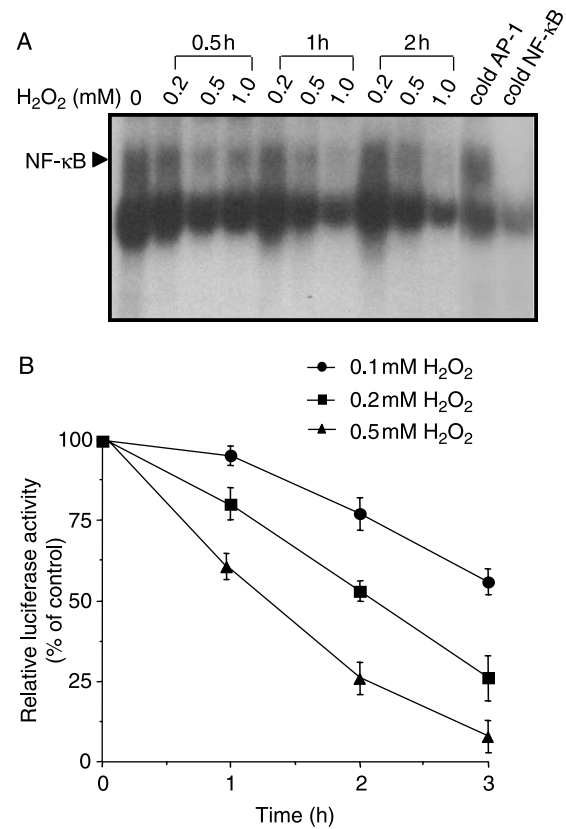 A
0.5 h 1 h 2 h
H₂O₂ (mM) 0 0.2 0.5 1.0 0.2 0.5 1.0 0.2 0.5 1.0 cold AP-1 cold NF-κB
NF-κB
B
0.1 mM H₂O₂
0.2 mM H₂O₂
0.5 mM H₂O₂
Relative luciferase activity
(% of control)
100
75
50
25
0
0 1 2 3
Time (h)